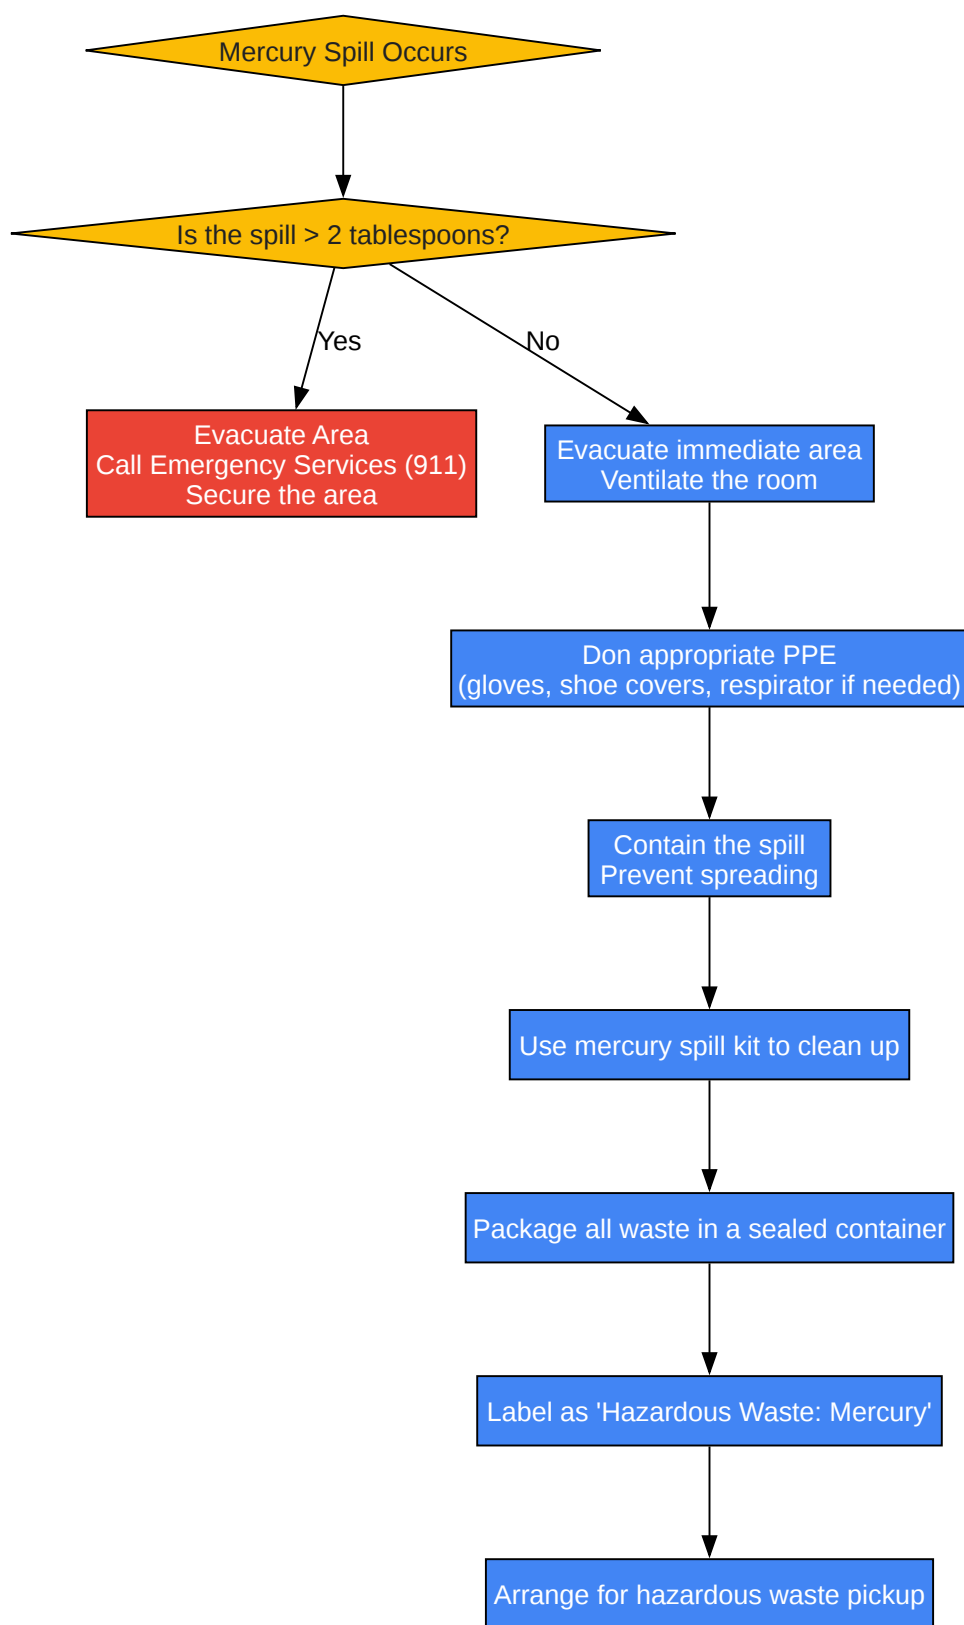 Mercury Spill Occurs
Is the spill > 2 tablespoons?
Yes
No
Evacuate Area
Call Emergency Services (911)
Secure the area
Evacuate immediate area
Ventilate the room
Don appropriate PPE
(gloves, shoe covers, respirator if needed)
Contain the spill
Prevent spreading
Use mercury spill kit to clean up
Package all waste in a sealed container
Label as 'Hazardous Waste: Mercury'
Arrange for hazardous waste pickup